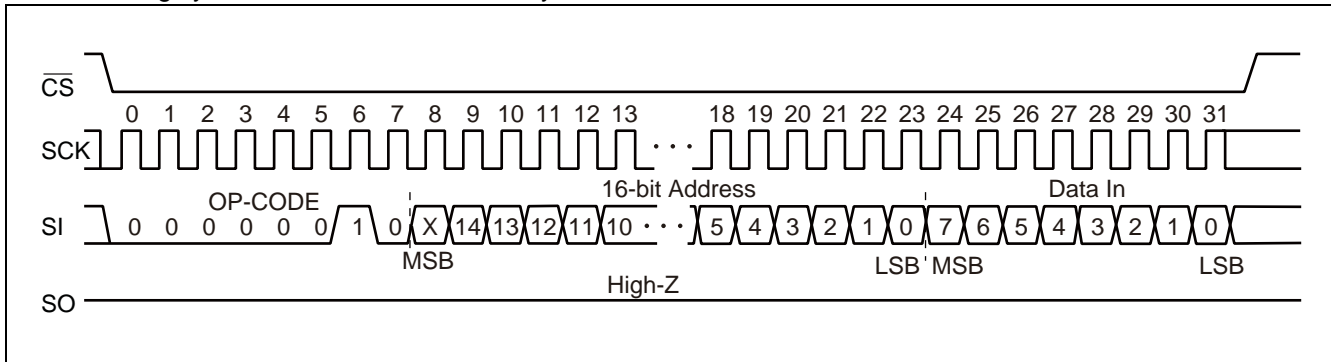 CS
0 1 2 3 4 5 6 7 8 9 10 11 12 13 18 19 20 21 22 23 24 25 26 27 28 29 30 31
SCK ···
OP-CODE 16-bit Address Data In
SI 0 0 0 0 0 0 1 0 X 14 13 12 11 10 ··· 5 4 3 2 1 0 7 6 5 4 3 2 1 0
MSB LSB MSB LSB
High-Z
SO